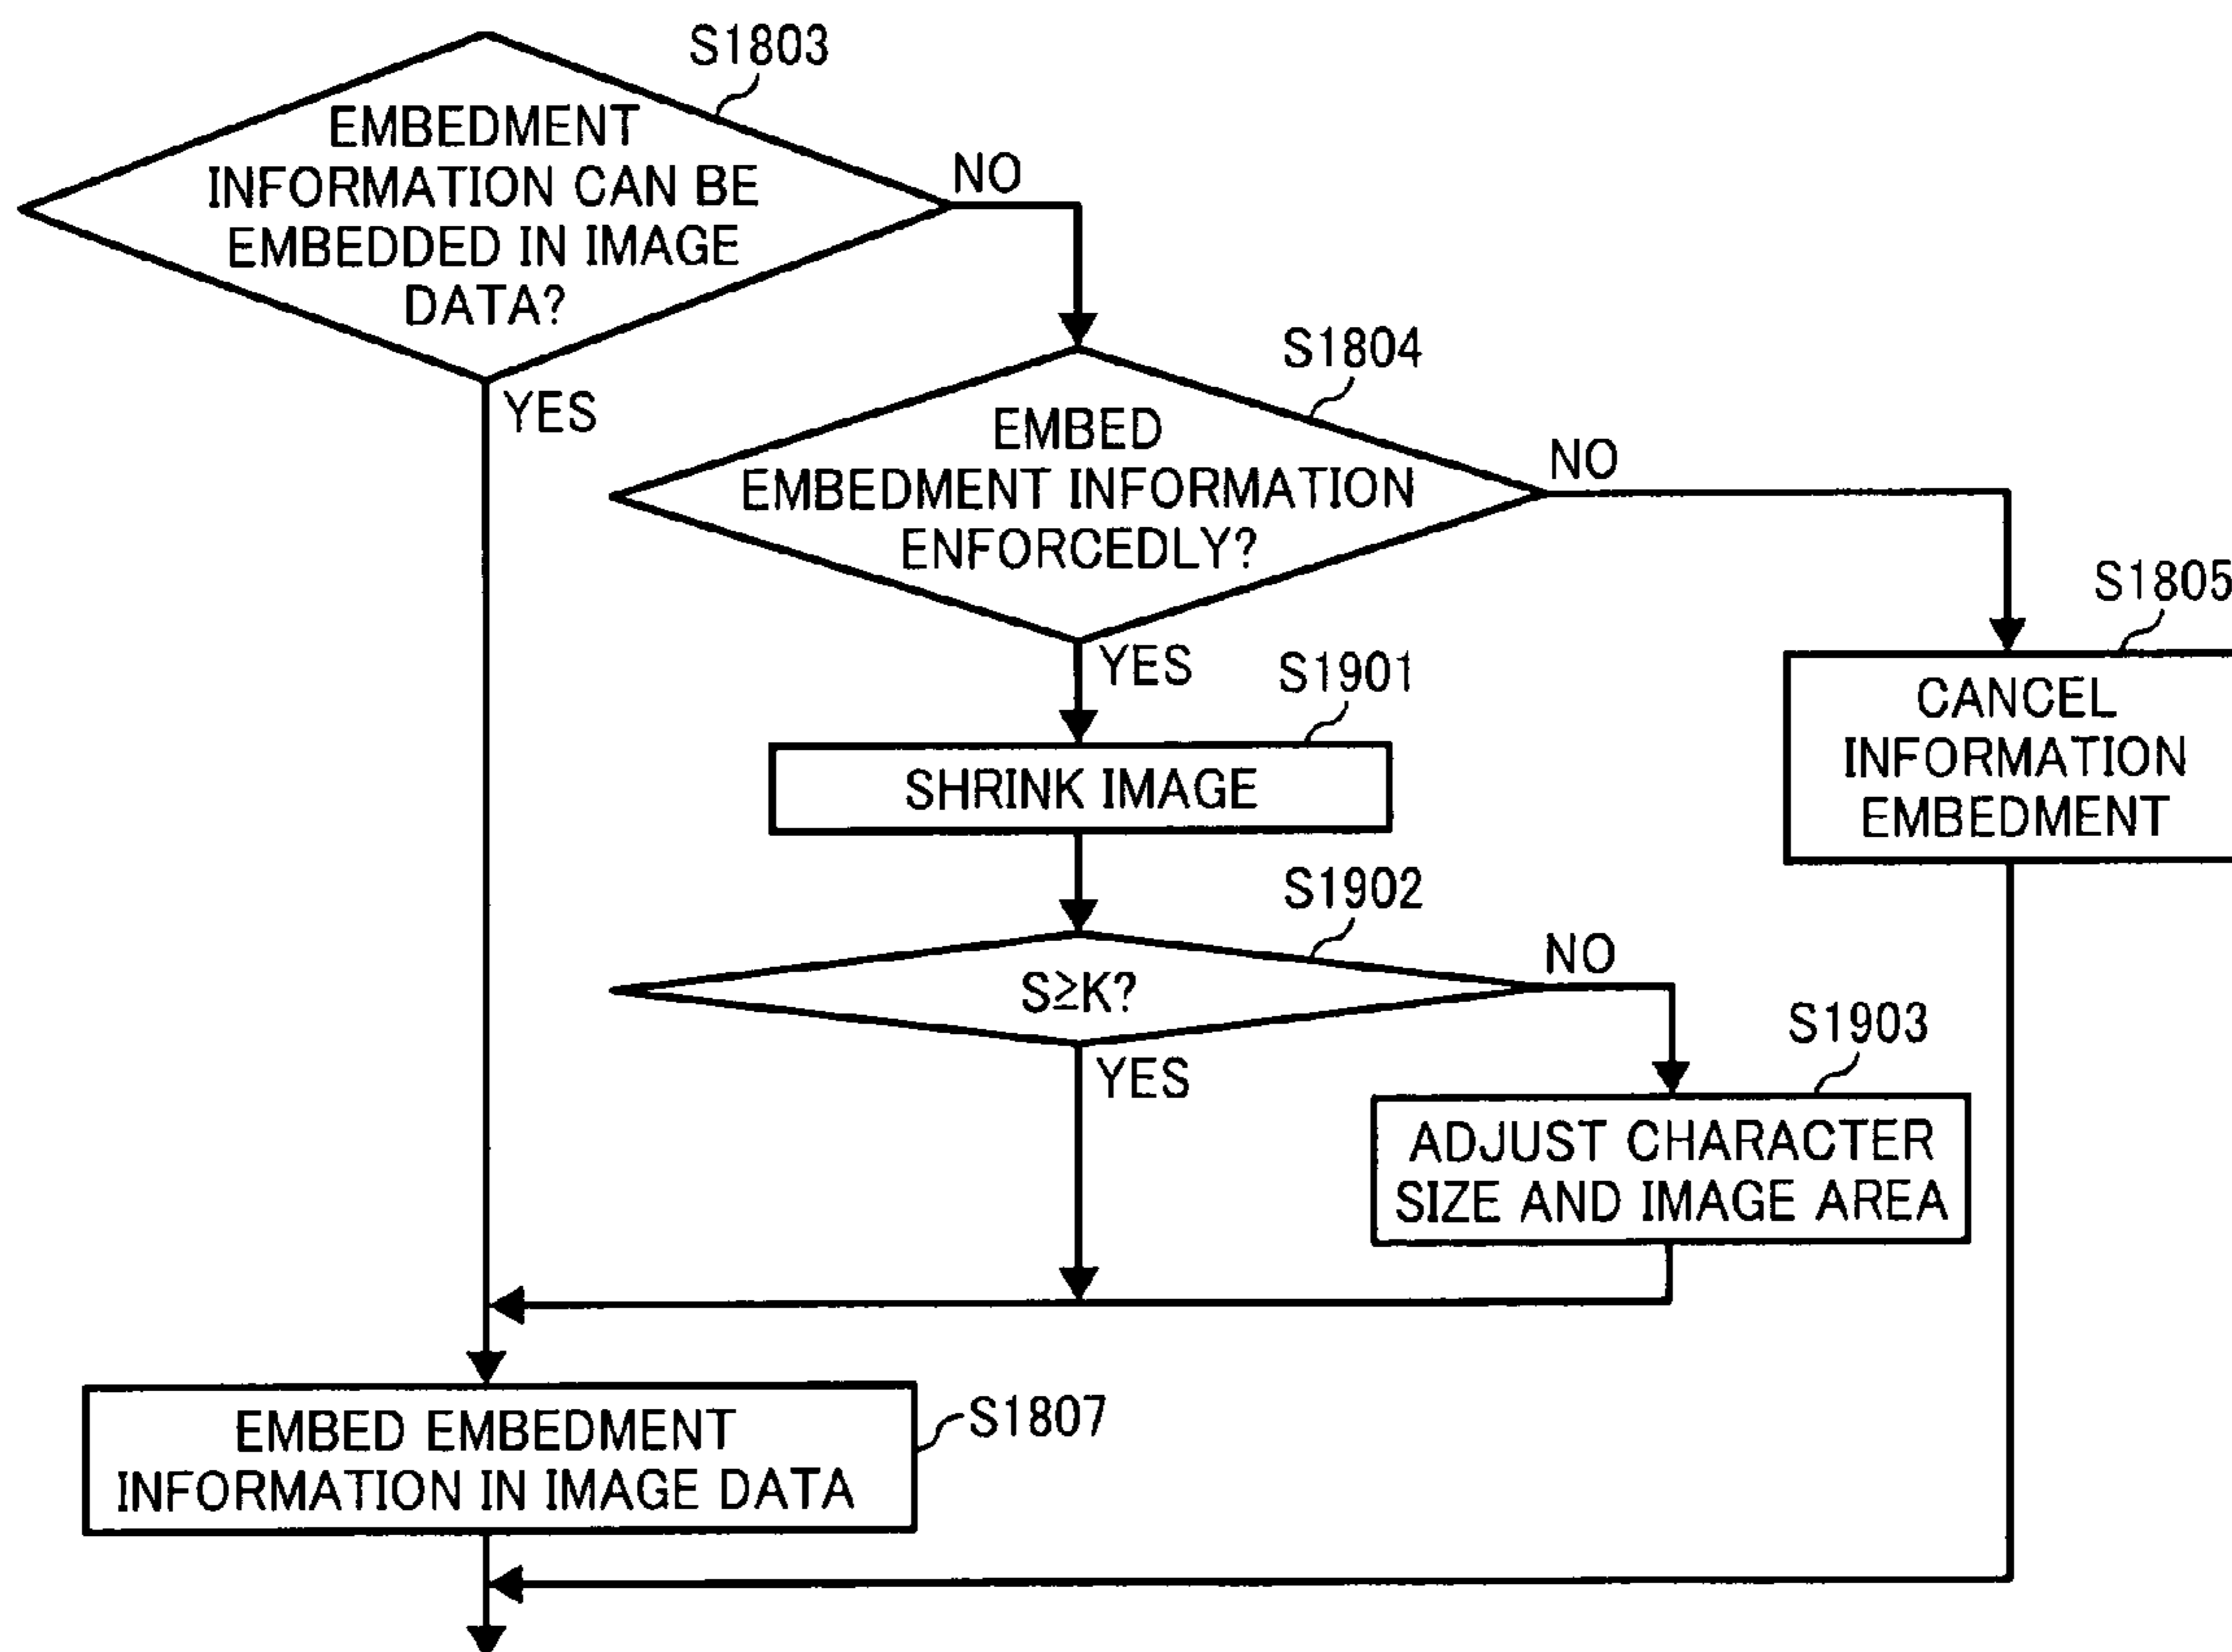 S1803
EMBEDMENT
INFORMATION CAN BE
EMBEDDED IN IMAGE
DATA?
NO
YES
S1804
EMBED
EMBEDMENT INFORMATION
ENFORCEDLY?
NO
YES
S1805
CANCEL
INFORMATION
EMBEDMENT
S1901
SHRINK IMAGE
S1902
S≥K?
NO
YES
S1903
ADJUST CHARACTER
SIZE AND IMAGE AREA
EMBED EMBEDMENT
INFORMATION IN IMAGE DATA
S1807